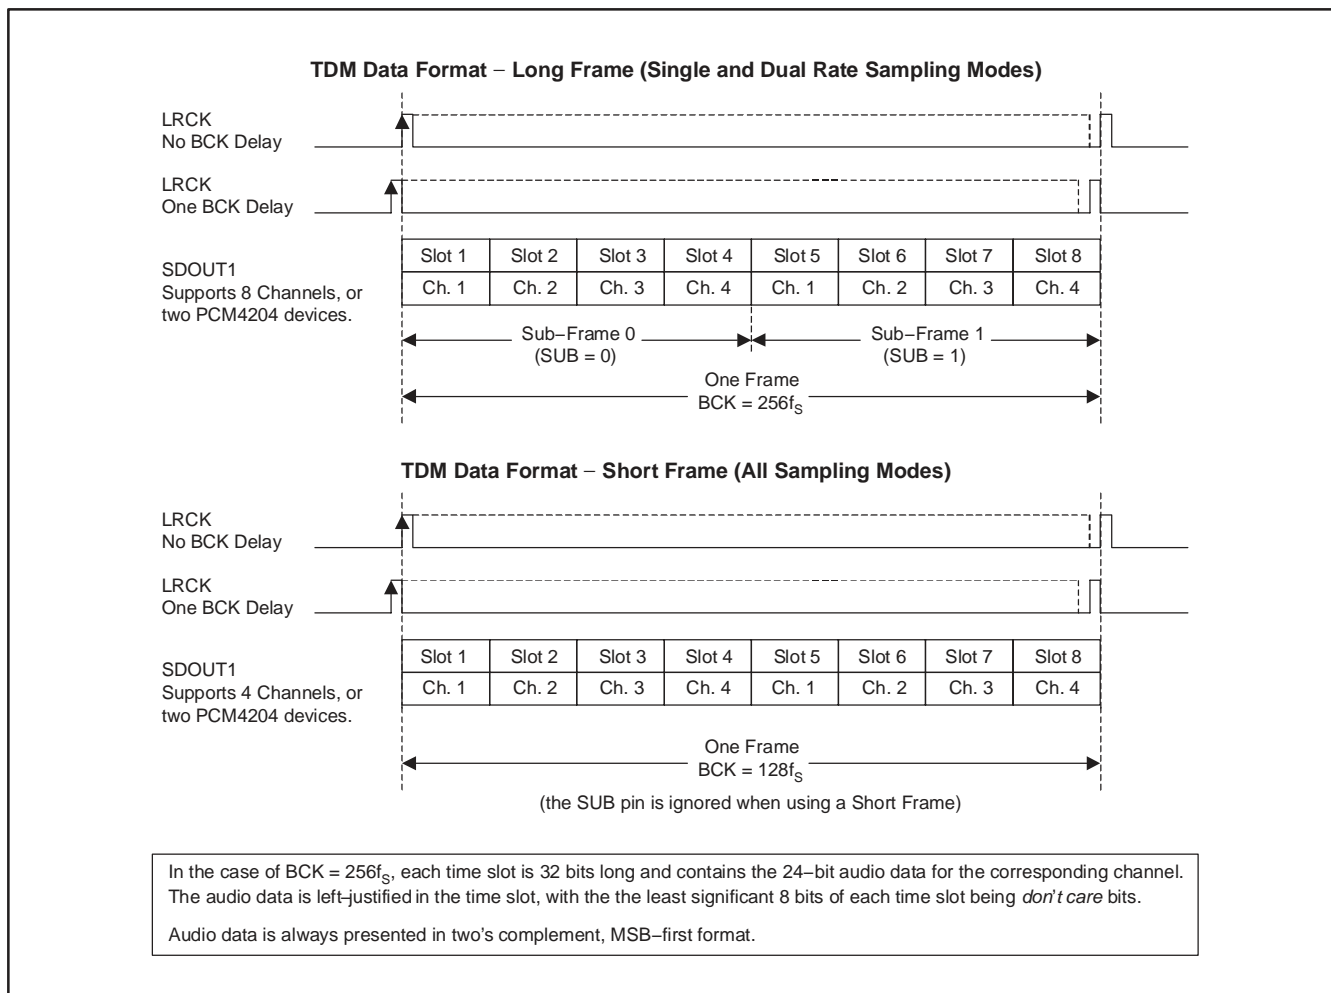 TDM Data Format – Long Frame (Single and Dual Rate Sampling Modes)
LRCK
No BCK Delay
LRCK
One BCK Delay
SDOUT1
Supports 8 Channels, or
two PCM4204 devices.
Slot 1 Slot 2 Slot 3 Slot 4 Slot 5 Slot 6 Slot 7 Slot 8
Ch. 1 Ch. 2 Ch. 3 Ch. 4 Ch. 1 Ch. 2 Ch. 3 Ch. 4
Sub–Frame 0 Sub–Frame 1
(SUB = 0) (SUB = 1)
One Frame
BCK = 256fS
TDM Data Format – Short Frame (All Sampling Modes)
LRCK
No BCK Delay
LRCK
One BCK Delay
SDOUT1
Supports 4 Channels, or
two PCM4204 devices.
Slot 1 Slot 2 Slot 3 Slot 4 Slot 5 Slot 6 Slot 7 Slot 8
Ch. 1 Ch. 2 Ch. 3 Ch. 4 Ch. 1 Ch. 2 Ch. 3 Ch. 4
One Frame
BCK = 128fS
(the SUB pin is ignored when using a Short Frame)
In the case of BCK = 256fS, each time slot is 32 bits long and contains the 24–bit audio data for the corresponding channel.
The audio data is left–justified in the time slot, with the the least significant 8 bits of each time slot being don't care bits.
Audio data is always presented in two's complement, MSB–first format.